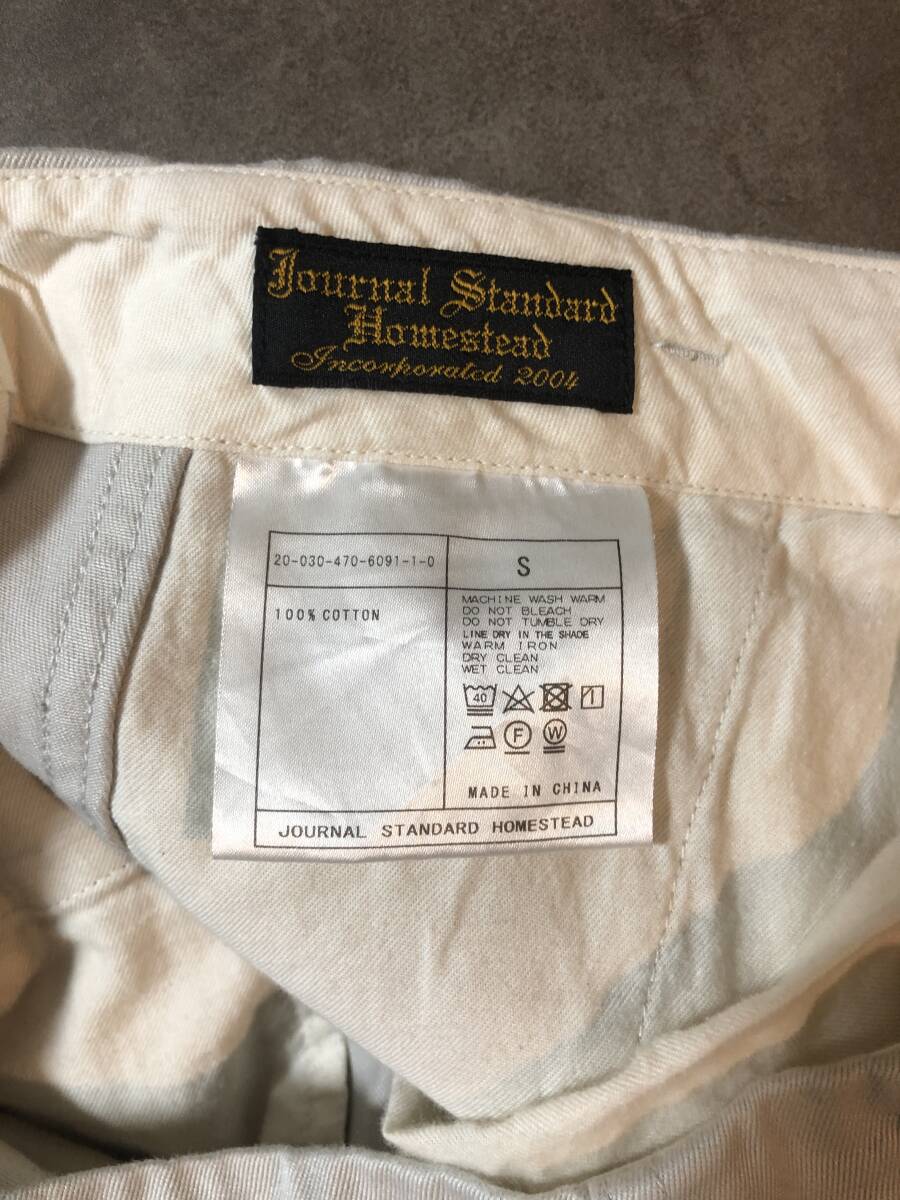 Journal Standard
Homestead
Incorporated 2004
20-030-470-6091-1-0
S
100% COTTON
MACHINE WASH WARM
DO NOT BLEACH
DO NOT TUMBLE DRY
LINE DRY IN THE SHADE
WARM IRON
DRY CLEAN
WET CLEAN
40
F
W
MADE IN CHINA
JOURNAL STANDARD HOMESTEAD